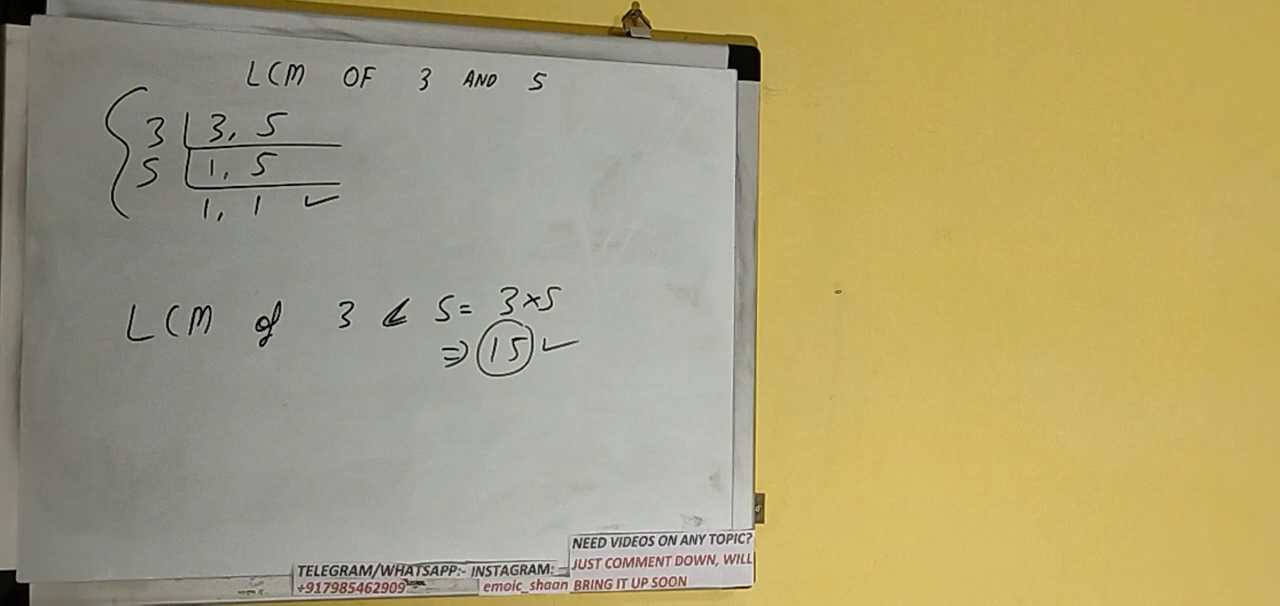 LCM OF 3 AND 5
3 | 3, 5
5 | 1, 5
1, 1 ✓
LCM of 3 & 5 = 3×5
⇒ 15 ✓
NEED VIDEOS ON ANY TOPIC?
JUST COMMENT DOWN, WILL
BRING IT UP SOON
TELEGRAM/WHATSAPP:-
+917985462909
INSTAGRAM:
emoic_shaan